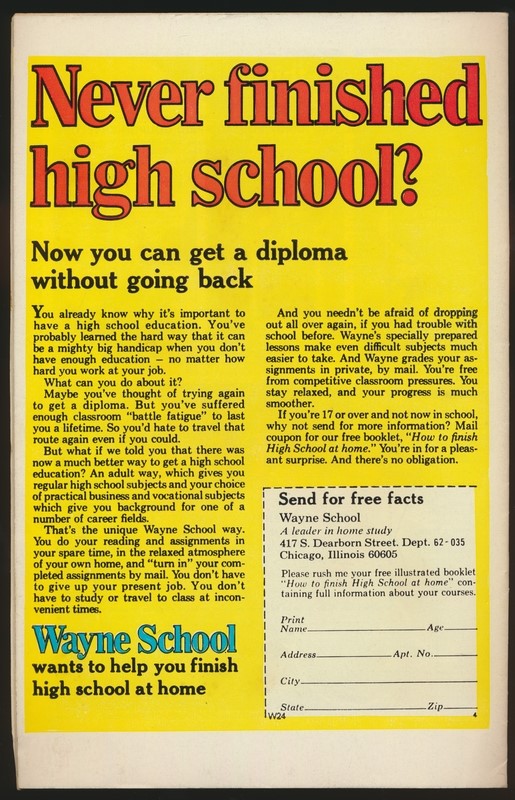 Never finished
high school?
Now you can get a diploma
without going back
You already know why it's important to
have a high school education. You've
probably learned the hard way that it can
be a mighty big handicap when you don't
have enough education – no matter how
hard you work at your job.
What can you do about it?
Maybe you've thought of trying again
to get a diploma. But you've suffered
enough classroom "battle fatigue" to last
you a lifetime. So you'd hate to travel that
route again even if you could.
But what if we told you that there was
now a much better way to get a high school
education? An adult way, which gives you
regular high school subjects and your choice
of practical business and vocational subjects
which give you background for one of a
number of career fields.
That's the unique Wayne School way.
You do your reading and assignments in
your spare time, in the relaxed atmosphere
of your own home, and "turn in" your com-
pleted assignments by mail. You don't have
to give up your present job. You don't
have to study or travel to class at incon-
venient times.
Wayne School
wants to help you finish
high school at home
And you needn't be afraid of dropping
out all over again, if you had trouble with
school before. Wayne's specially prepared
lessons make even difficult subjects much
easier to take. And Wayne grades your as-
signments in private, by mail. You're free
from competitive classroom pressures. You
stay relaxed, and your progress is much
smoother.
If you're 17 or over and not now in school,
why not send for more information? Mail
coupon for our free booklet, "How to finish
High School at home." You're in for a pleas-
ant surprise. And there's no obligation.
Send for free facts
Wayne School
A leader in home study
417 S. Dearborn Street. Dept. 62-035
Chicago, Illinois 60605
Please rush me your free illustrated booklet
"How to finish High School at home" con-
taining full information about your courses.
Print
Name Age
Address Apt. No.
City
State Zip
W24 4